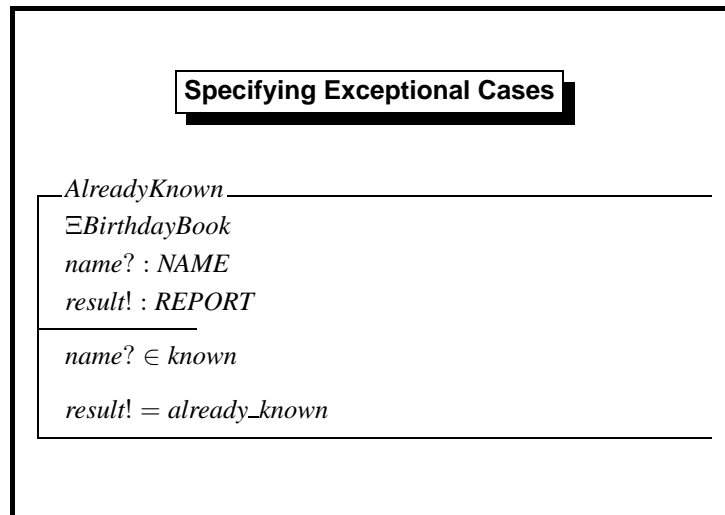 Specifying Exceptional Cases
AlreadyKnown
ΞBirthdayBook
name? : NAME
result! : REPORT
name? ∈ known
result! = already_known